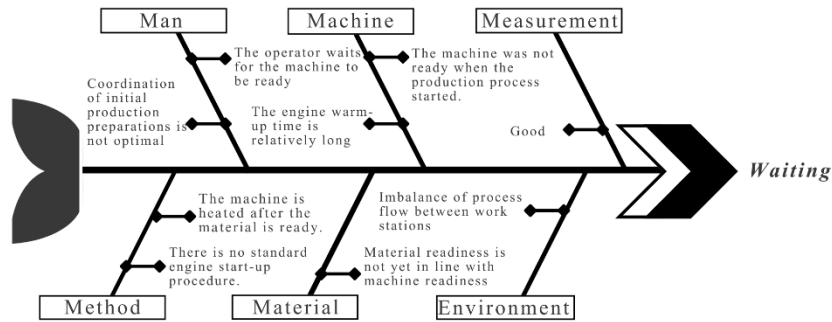 Man
Machine
Measurement
The operator waits
for the machine to
be ready
Coordination
of initial
production
preparations is
not optimal
The machine was not
ready when the
production process
started.
The engine warm-
up time is
relatively long
Good
Waiting
The machine is
heated after the
material is ready.
There is no standard
engine start-up
procedure.
Material readiness is
not yet in line with
machine readiness
Imbalance of process
flow between work
stations
Method
Material
Environment